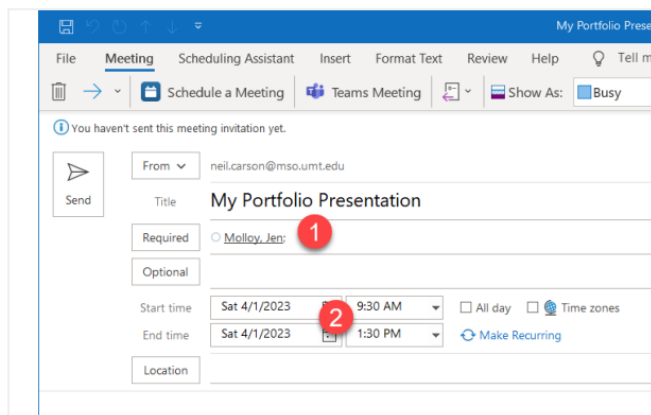 My Portfolio Prese
File Meeting Scheduling Assistant Insert Format Text Review Help Tell m
Schedule a Meeting Teams Meeting Show As: Busy
You haven't sent this meeting invitation yet.
From neil.carson@mso.umt.edu
Send Title My Portfolio Presentation
Required Molloy, Jen; 1
Optional
Start time Sat 4/1/2023 9:30 AM All day Time zones
2
End time Sat 4/1/2023 1:30 PM Make Recurring
Location